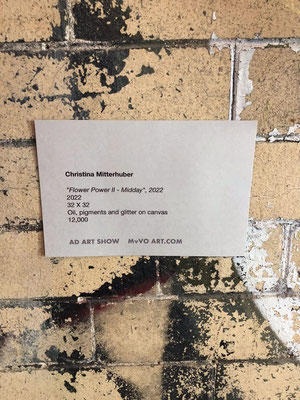 Christina Mitterhuber
"Flower Power II - Midday", 2022
2022
32 X 32
Oil, pigments and glitter on canvas
12,000
AD ART SHOW MvVO ART.COM